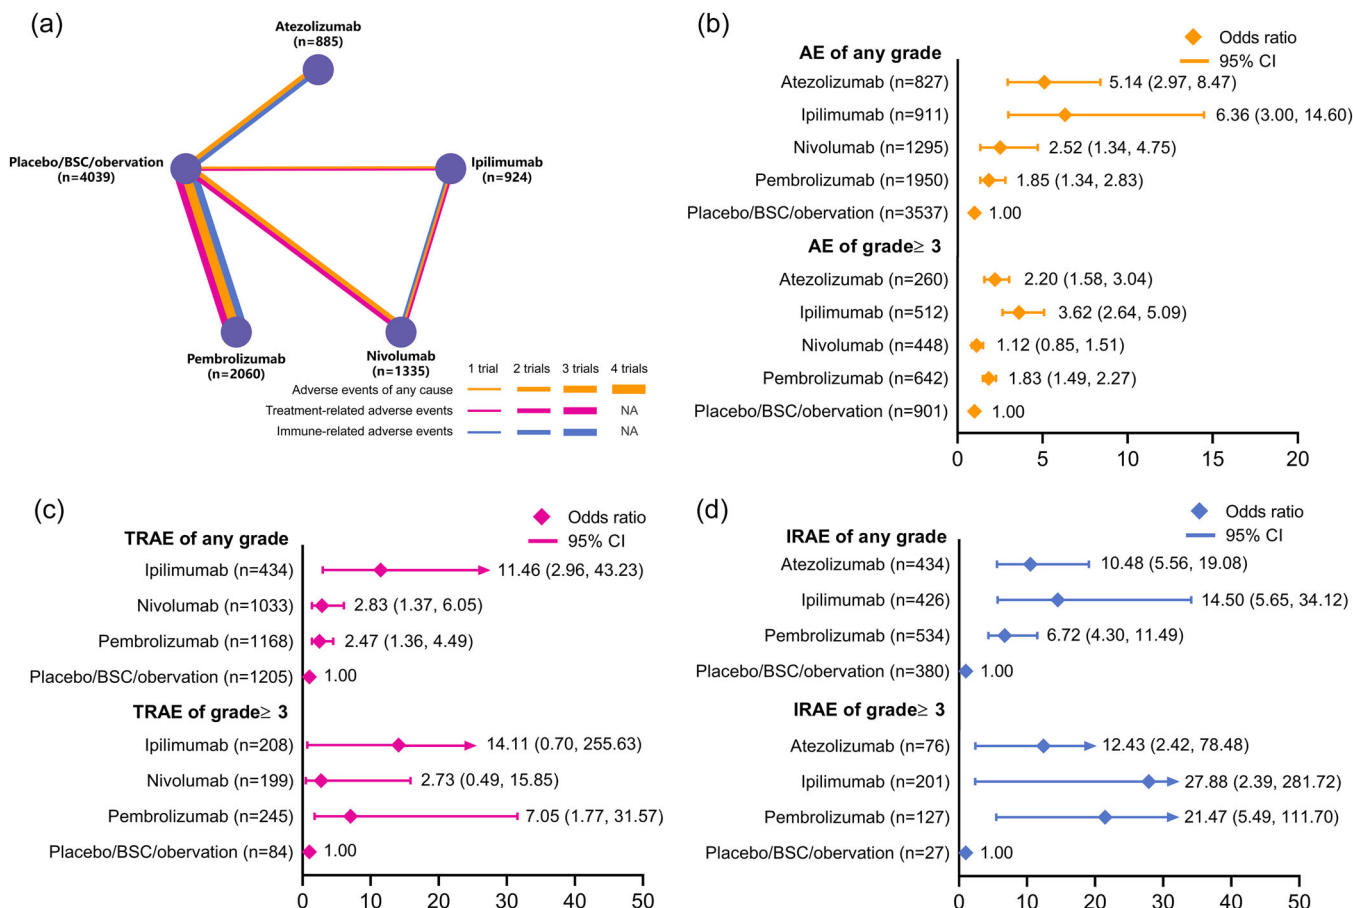 (a)
Atezolizumab
(n=885)
Placebo/BSC/obervation
(n=4039)
Ipilimumab
(n=924)
Pembrolizumab
(n=2060)
Nivolumab
(n=1335)
1 trial 2 trials 3 trials 4 trials
Adverse events of any cause
Treatment-related adverse events NA
Immune-related adverse events NA
(b)
Odds ratio
95% CI
AE of any grade
Atezolizumab (n=827) 5.14 (2.97, 8.47)
Ipilimumab (n=911) 6.36 (3.00, 14.60)
Nivolumab (n=1295) 2.52 (1.34, 4.75)
Pembrolizumab (n=1950) 1.85 (1.34, 2.83)
Placebo/BSC/obervation (n=3537) 1.00
AE of grade≥ 3
Atezolizumab (n=260) 2.20 (1.58, 3.04)
Ipilimumab (n=512) 3.62 (2.64, 5.09)
Nivolumab (n=448) 1.12 (0.85, 1.51)
Pembrolizumab (n=642) 1.83 (1.49, 2.27)
Placebo/BSC/obervation (n=901) 1.00
0 5 10 15 20
(c)
Odds ratio
95% CI
TRAE of any grade
Ipilimumab (n=434) 11.46 (2.96, 43.23)
Nivolumab (n=1033) 2.83 (1.37, 6.05)
Pembrolizumab (n=1168) 2.47 (1.36, 4.49)
Placebo/BSC/obervation (n=1205) 1.00
TRAE of grade≥ 3
Ipilimumab (n=208) 14.11 (0.70, 255.63)
Nivolumab (n=199) 2.73 (0.49, 15.85)
Pembrolizumab (n=245) 7.05 (1.77, 31.57)
Placebo/BSC/obervation (n=84) 1.00
0 10 20 30 40 50
(d)
Odds ratio
95% CI
IRAE of any grade
Atezolizumab (n=434) 10.48 (5.56, 19.08)
Ipilimumab (n=426) 14.50 (5.65, 34.12)
Pembrolizumab (n=534) 6.72 (4.30, 11.49)
Placebo/BSC/obervation (n=380) 1.00
IRAE of grade≥ 3
Atezolizumab (n=76) 12.43 (2.42, 78.48)
Ipilimumab (n=201) 27.88 (2.39, 281.72)
Pembrolizumab (n=127) 21.47 (5.49, 111.70)
Placebo/BSC/obervation (n=27) 1.00
0 10 20 30 40 50